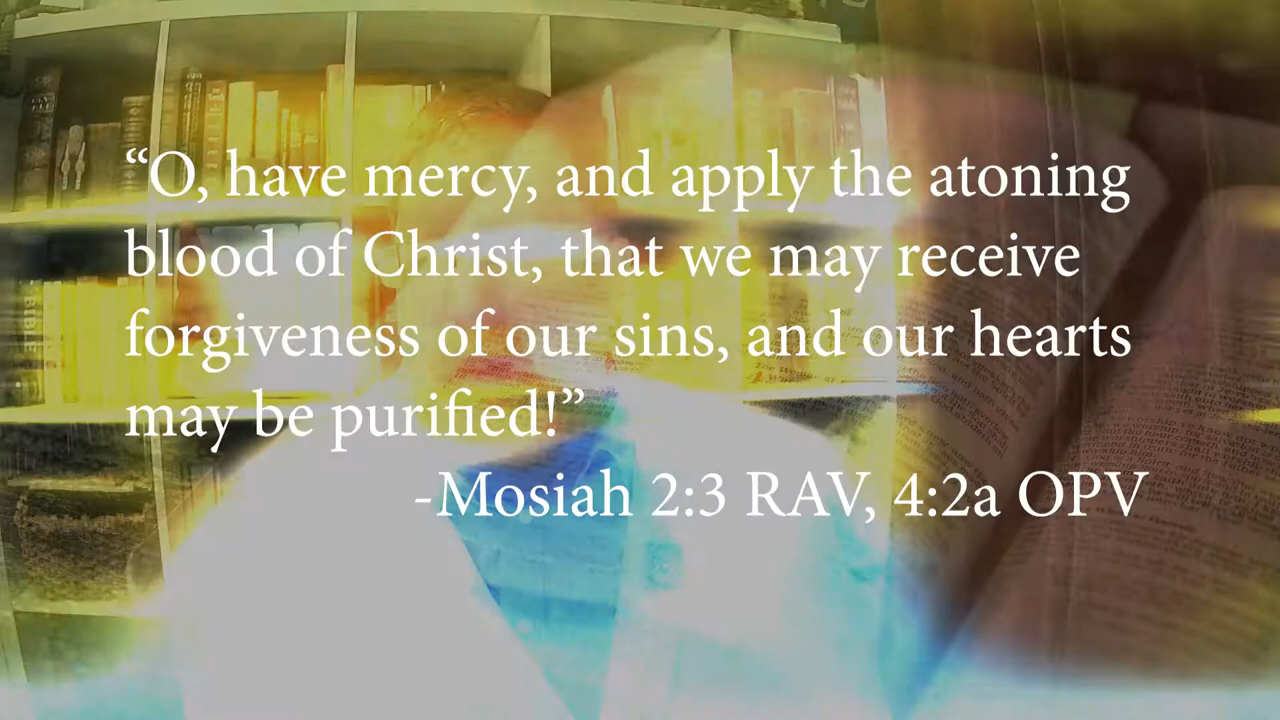 “O, have mercy, and apply the atoning
blood of Christ, that we may receive
forgiveness of our sins, and our hearts
may be purified!”
-Mosiah 2:3 RAV, 4:2a OPV